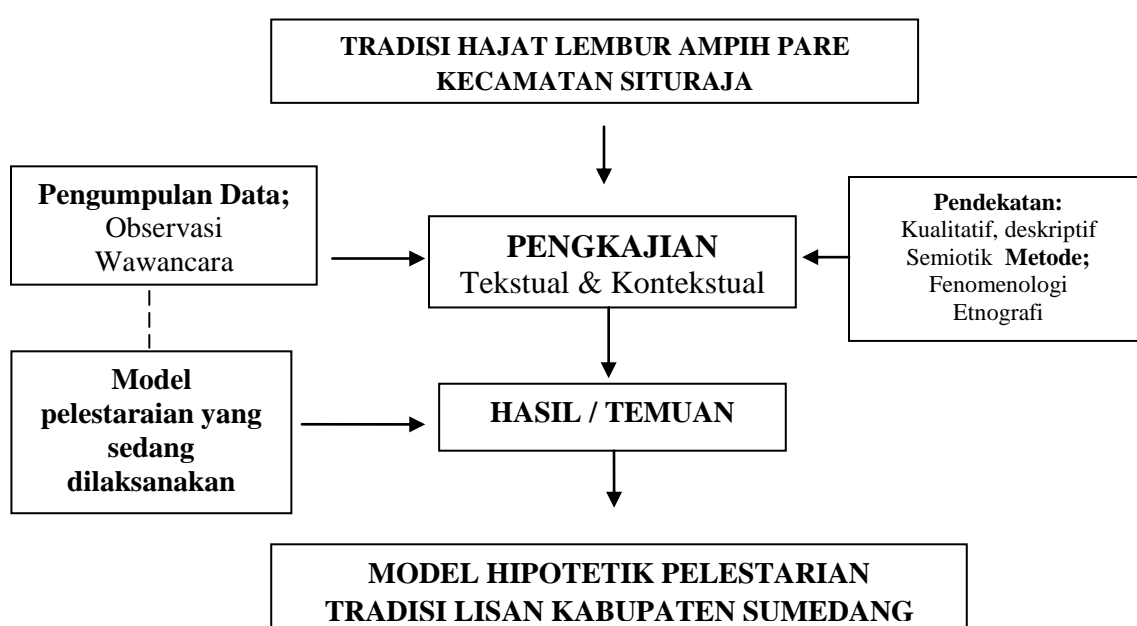 TRADISI HAJAT LEMBUR AMPIH PARE
KECAMATAN SITURAJA
Pengumpulan Data;
Observasi
Wawancara
PENGKAJIAN
Tekstual & Kontekstual
Pendekatan:
Kualitatif, deskriptif
Semiotik Metode;
Fenomenologi
Etnografi
Model
pelestaraian yang
sedang
dilaksanakan
HASIL / TEMUAN
MODEL HIPOTETIK PELESTARIAN
TRADISI LISAN KABUPATEN SUMEDANG